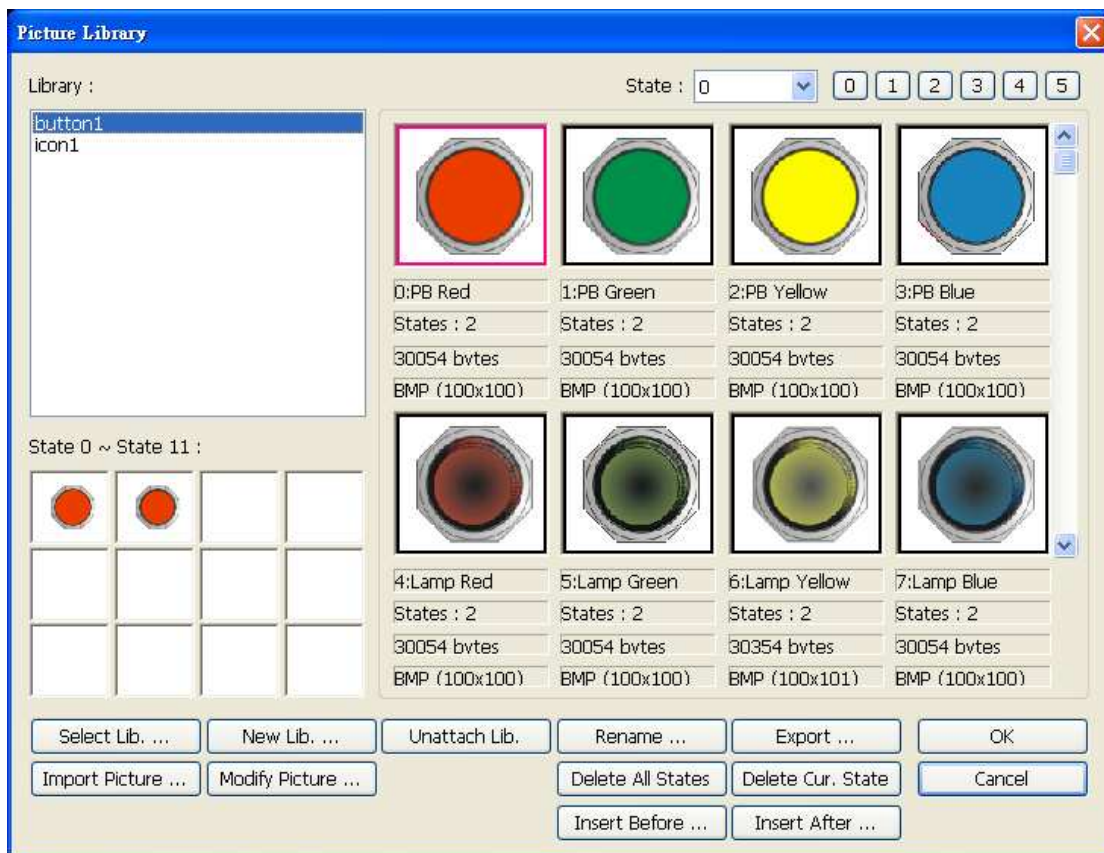 Picture Library
Library :
State : 0 0 1 2 3 4 5
button1
icon1
0:PB Red 1:PB Green 2:PB Yellow 3:PB Blue
States : 2 States : 2 States : 2 States : 2
30054 bytes 30054 bytes 30054 bytes 30054 bytes
BMP (100x100) BMP (100x100) BMP (100x100) BMP (100x100)
State 0 ~ State 11 :
4:Lamp Red 5:Lamp Green 6:Lamp Yellow 7:Lamp Blue
States : 2 States : 2 States : 2 States : 2
30054 bytes 30054 bytes 30354 bytes 30054 bytes
BMP (100x100) BMP (100x100) BMP (100x101) BMP (100x100)
Select Lib. ... New Lib. ... Unattach Lib. Rename ... Export ... OK
Import Picture ... Modify Picture ... Delete All States Delete Cur. State Cancel
Insert Before ... Insert After ...